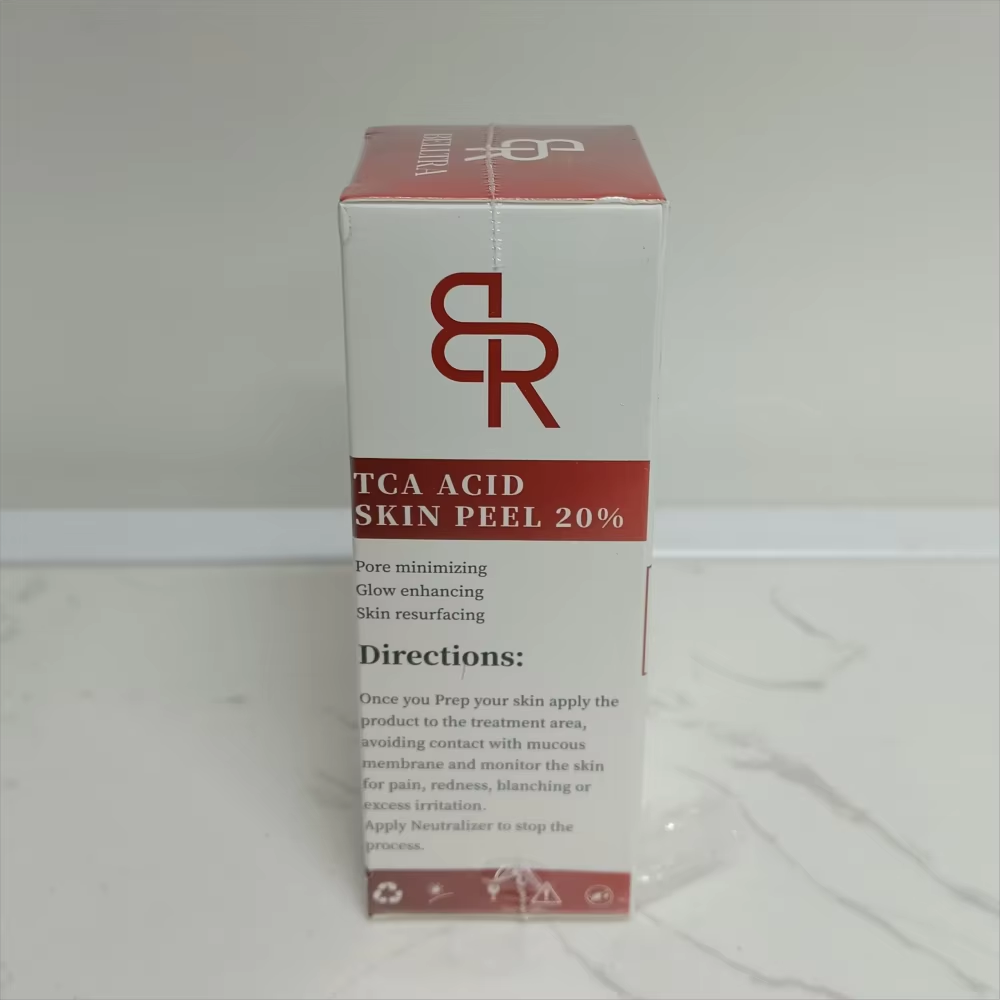 BELLTRA
BR
TCA ACID
SKIN PEEL 20%
Pore minimizing
Glow enhancing
Skin resurfacing
Directions:
Once you Prep your skin apply the
product to the treatment area,
avoiding contact with mucous
membrane and monitor the skin
for pain, redness, blanching or
excess irritation.
Apply Neutralizer to stop the
process.